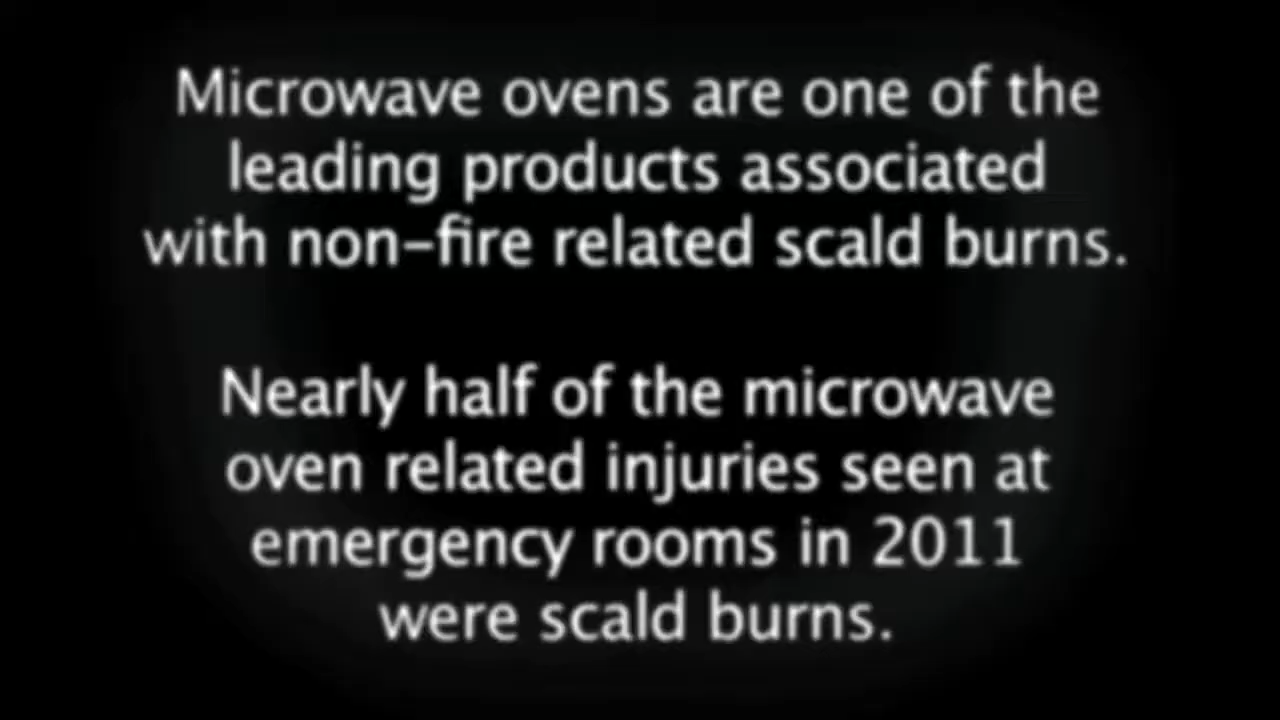 Microwave ovens are one of the
leading products associated
with non-fire related scald burns.
Nearly half of the microwave
oven related injuries seen at
emergency rooms in 2011
were scald burns.